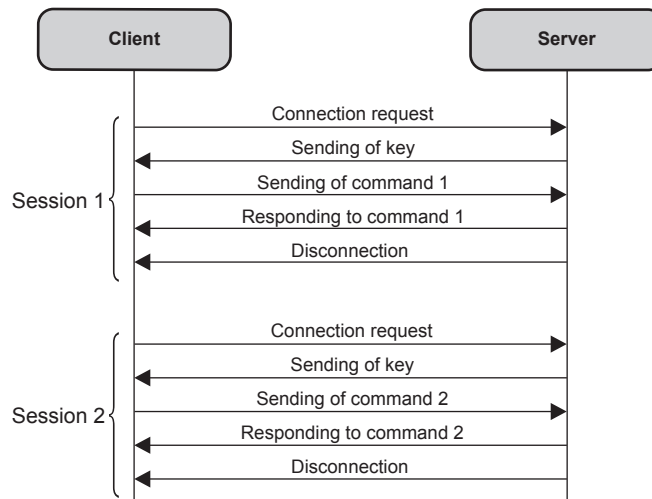 Client
Server
Connection request
Sending of key
Sending of command 1
Session 1
Responding to command 1
Disconnection
Connection request
Sending of key
Sending of command 2
Session 2
Responding to command 2
Disconnection